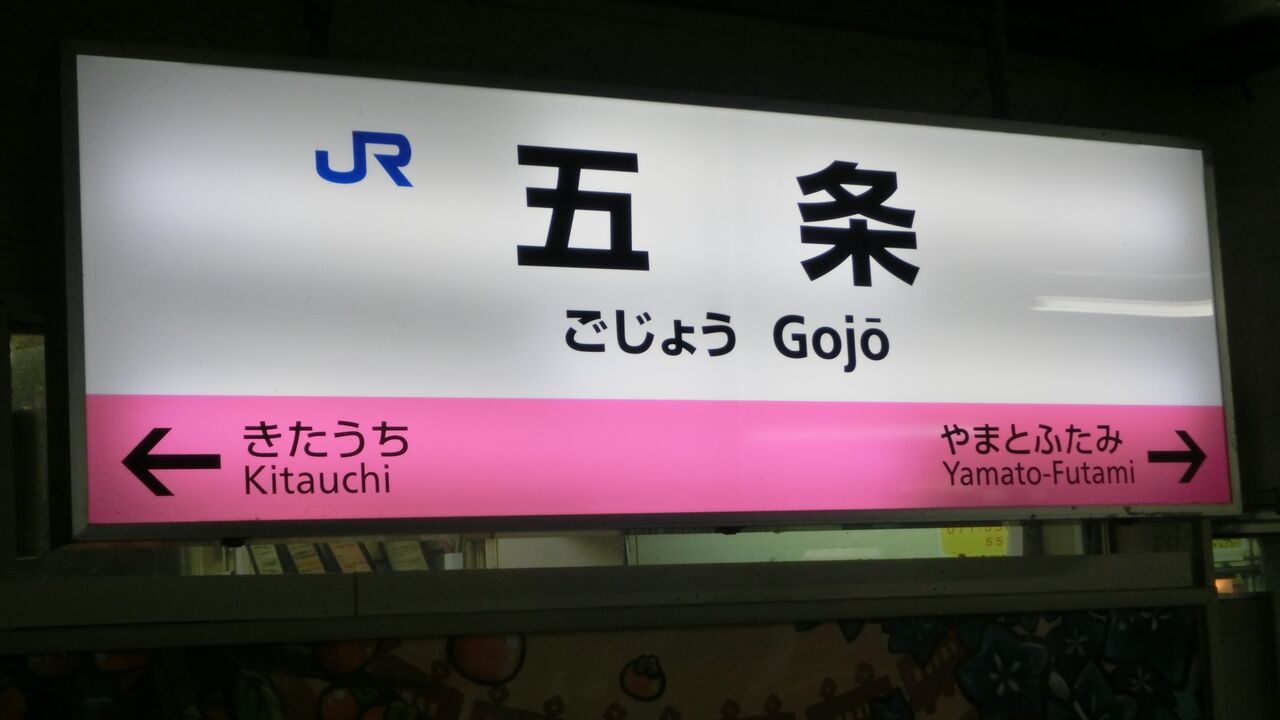 JR 五条
ごじょう Gojō
← きたうち
Kitauchi
やまとふたみ →
Yamato-Futami
55